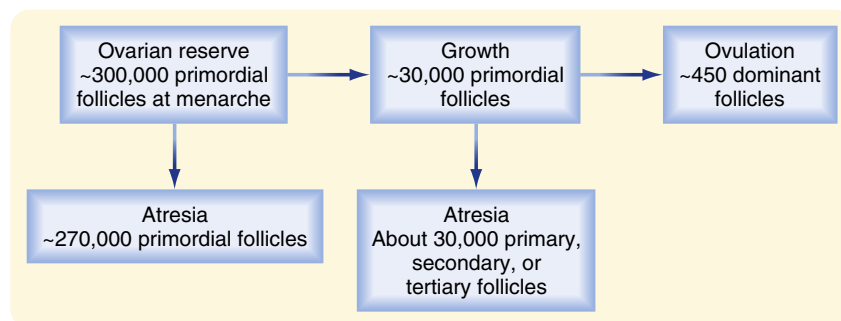 Ovarian reserve
~300,000 primordial
follicles at menarche
Growth
~30,000 primordial
follicles
Ovulation
~450 dominant
follicles
Atresia
~270,000 primordial follicles
Atresia
About 30,000 primary,
secondary, or
tertiary follicles